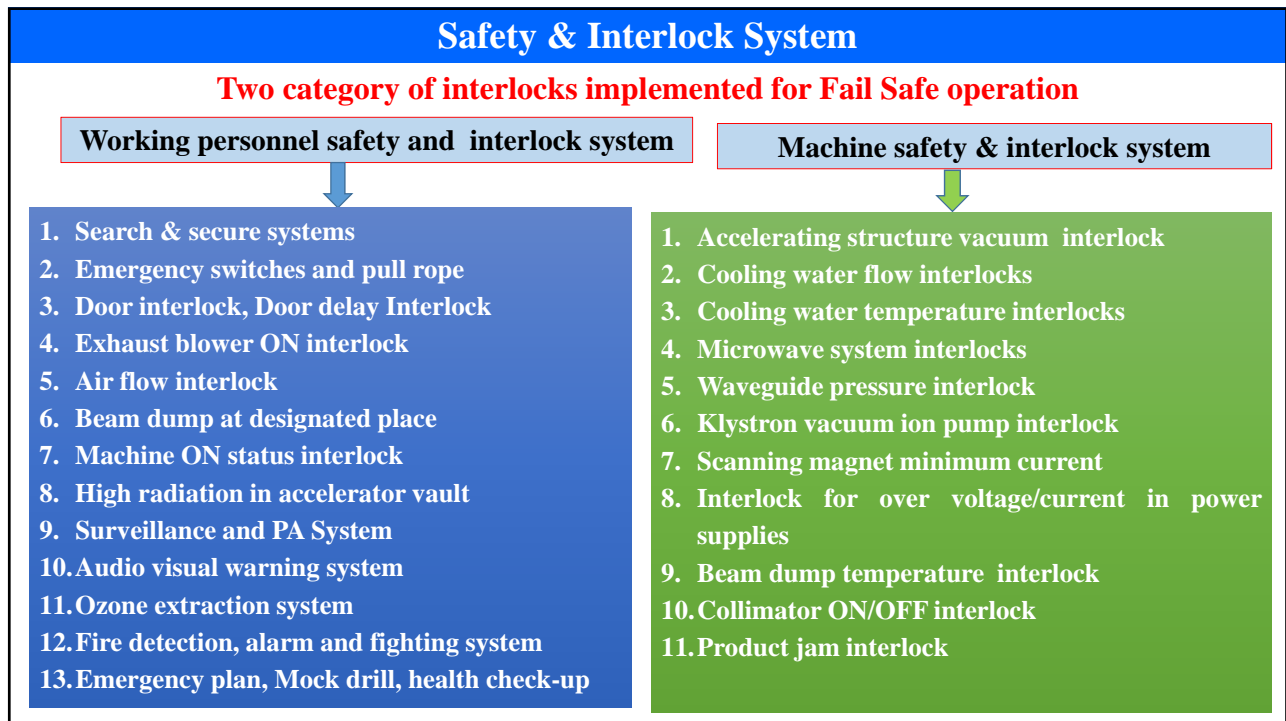 Safety & Interlock System
Two category of interlocks implemented for Fail Safe operation
Working personnel safety and interlock system
1. Search & secure systems
2. Emergency switches and pull rope
3. Door interlock, Door delay Interlock
4. Exhaust blower ON interlock
5. Air flow interlock
6. Beam dump at designated place
7. Machine ON status interlock
8. High radiation in accelerator vault
9. Surveillance and PA System
10. Audio visual warning system
11. Ozone extraction system
12. Fire detection, alarm and fighting system
13. Emergency plan, Mock drill, health check-up
Machine safety & interlock system
1. Accelerating structure vacuum interlock
2. Cooling water flow interlocks
3. Cooling water temperature interlocks
4. Microwave system interlocks
5. Waveguide pressure interlock
6. Klystron vacuum ion pump interlock
7. Scanning magnet minimum current
8. Interlock for over voltage/current in power
supplies
9. Beam dump temperature interlock
10. Collimator ON/OFF interlock
11. Product jam interlock